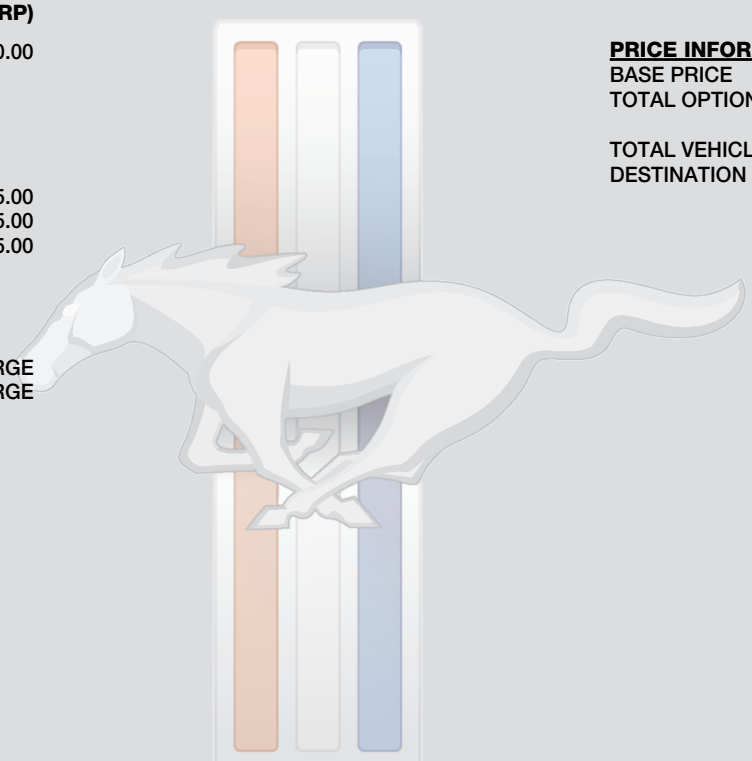 RP)
0.00
5.00
5.00
5.00
RGE
RGE
PRICE INFOR
BASE PRICE
TOTAL OPTION
TOTAL VEHICL
DESTINATION